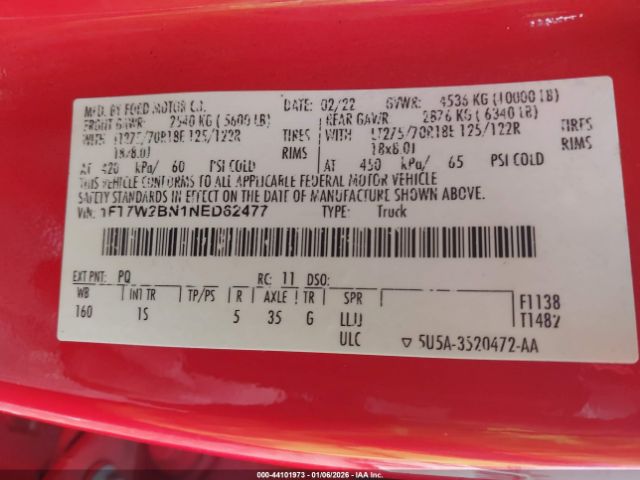 MFD. BY FORD MOTOR CO. DATE: 02/22 GVWR: 4536 KG (10000 LB)
FRONT GAWR: 2540 KG (5600 LB) REAR GAWR: 2876 KG (6340 LB)
WITH LT275/70R18E 125/122R TIRES WITH LT275/70R18E 125/122R TIRES
18x8.0J RIMS 18x8.0J RIMS
AT 420 kPa/ 60 PSI COLD AT 450 kPa/ 65 PSI COLD
THIS VEHICLE CONFORMS TO ALL APPLICABLE FEDERAL MOTOR VEHICLE
SAFETY STANDARDS IN EFFECT ON THE DATE OF MANUFACTURE SHOWN ABOVE.
VIN: 1FT7W2BN1NED62477 TYPE: Truck
EXT PNT: PQ RC: 11 DSO:
WB INT TR TP/PS R AXLE TR SPR F1138
160 1S 5 35 G LLU T1482
ULC ▽ 5U5A-3520472-AA
000-44101973 - 01/06/2026 - IAAI.COM